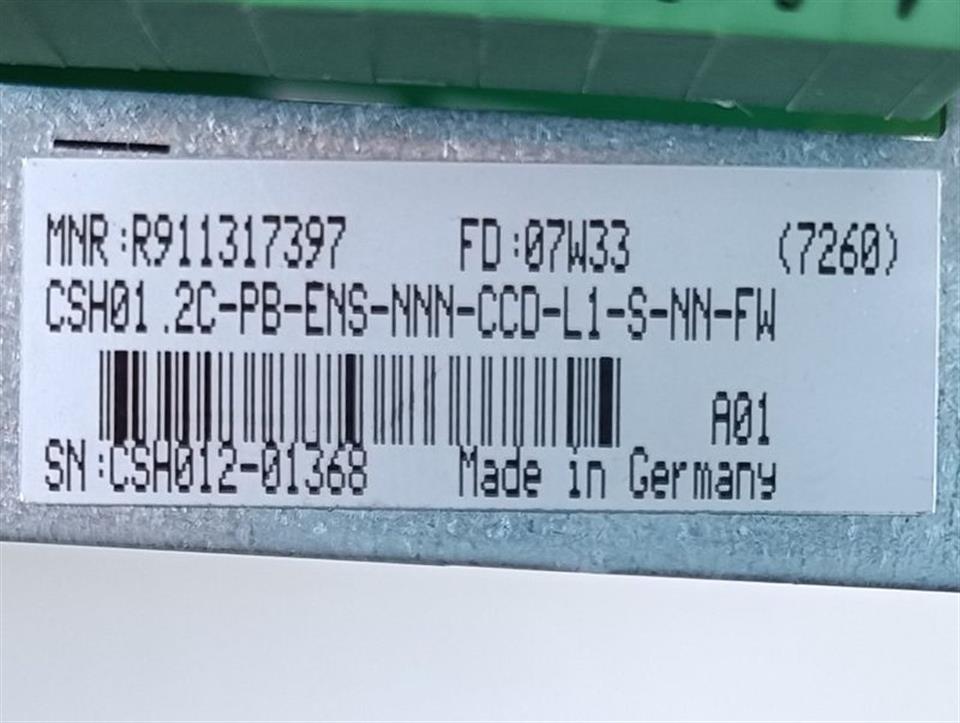 MNR:R911317397 FD:07W33 (7260)
CSH01.2C-PB-ENS-NNN-CCD-L1-S-NN-FW
A01
SN:CSH012-01368 Made in Germany